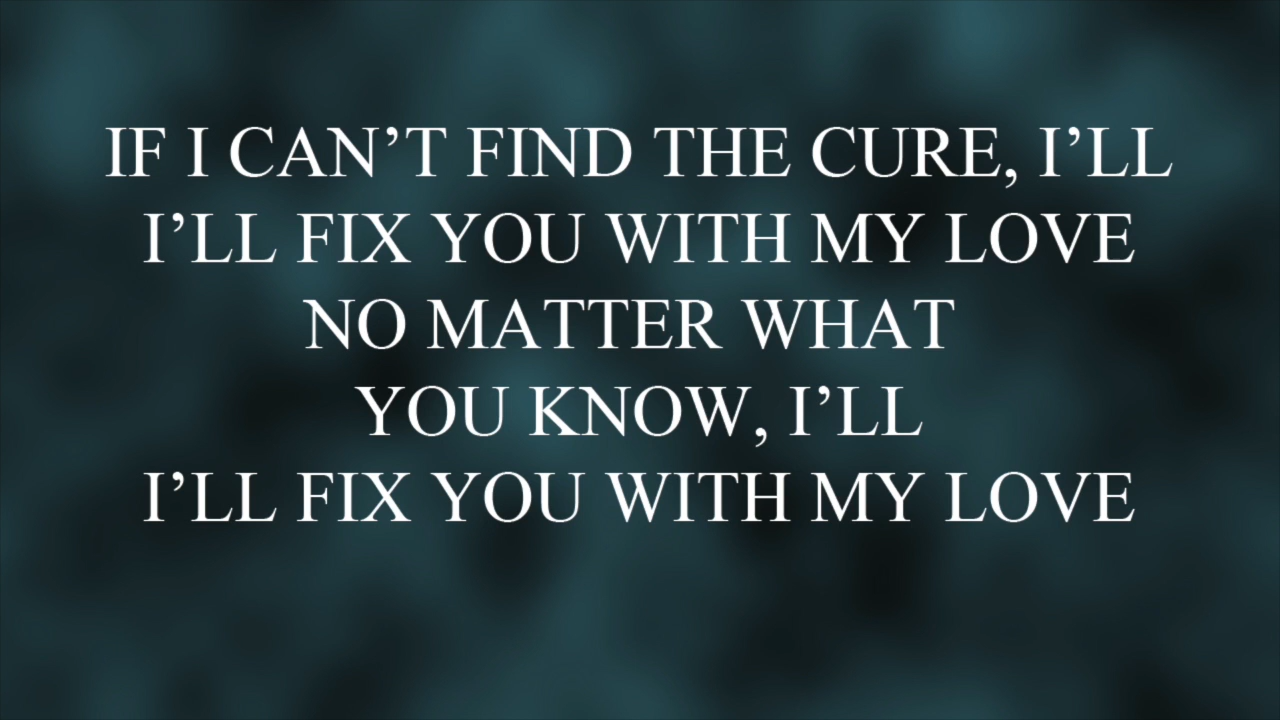 IF I CAN’T FIND THE CURE, I’LL
I’LL FIX YOU WITH MY LOVE
NO MATTER WHAT
YOU KNOW, I’LL
I’LL FIX YOU WITH MY LOVE